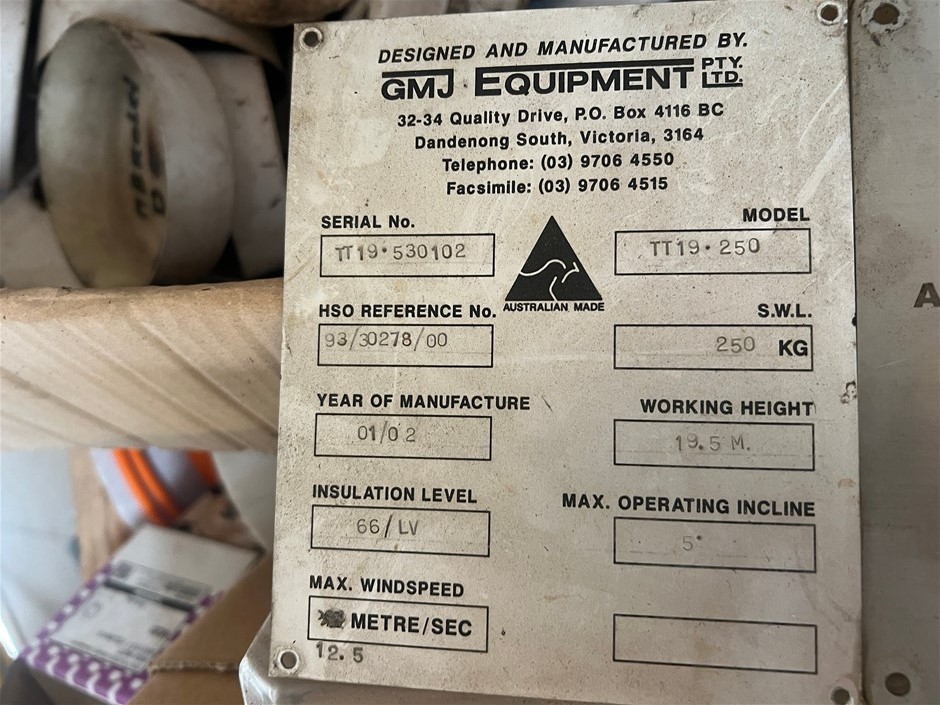 DESIGNED AND MANUFACTURED BY.
GMJ EQUIPMENT PTY. LTD.
32-34 Quality Drive, P.O. Box 4116 BC
Dandenong South, Victoria, 3164
Telephone: (03) 9706 4550
Facsimile: (03) 9706 4515
SERIAL No.
TT19•530102
MODEL
TT19•250
AUSTRALIAN MADE
HSO REFERENCE No.
93/30278/00
S.W.L.
250 KG
YEAR OF MANUFACTURE
01/02
WORKING HEIGHT
19.5 M.
INSULATION LEVEL
66/LV
MAX. OPERATING INCLINE
5°
MAX. WINDSPEED
METRE/SEC
12.5